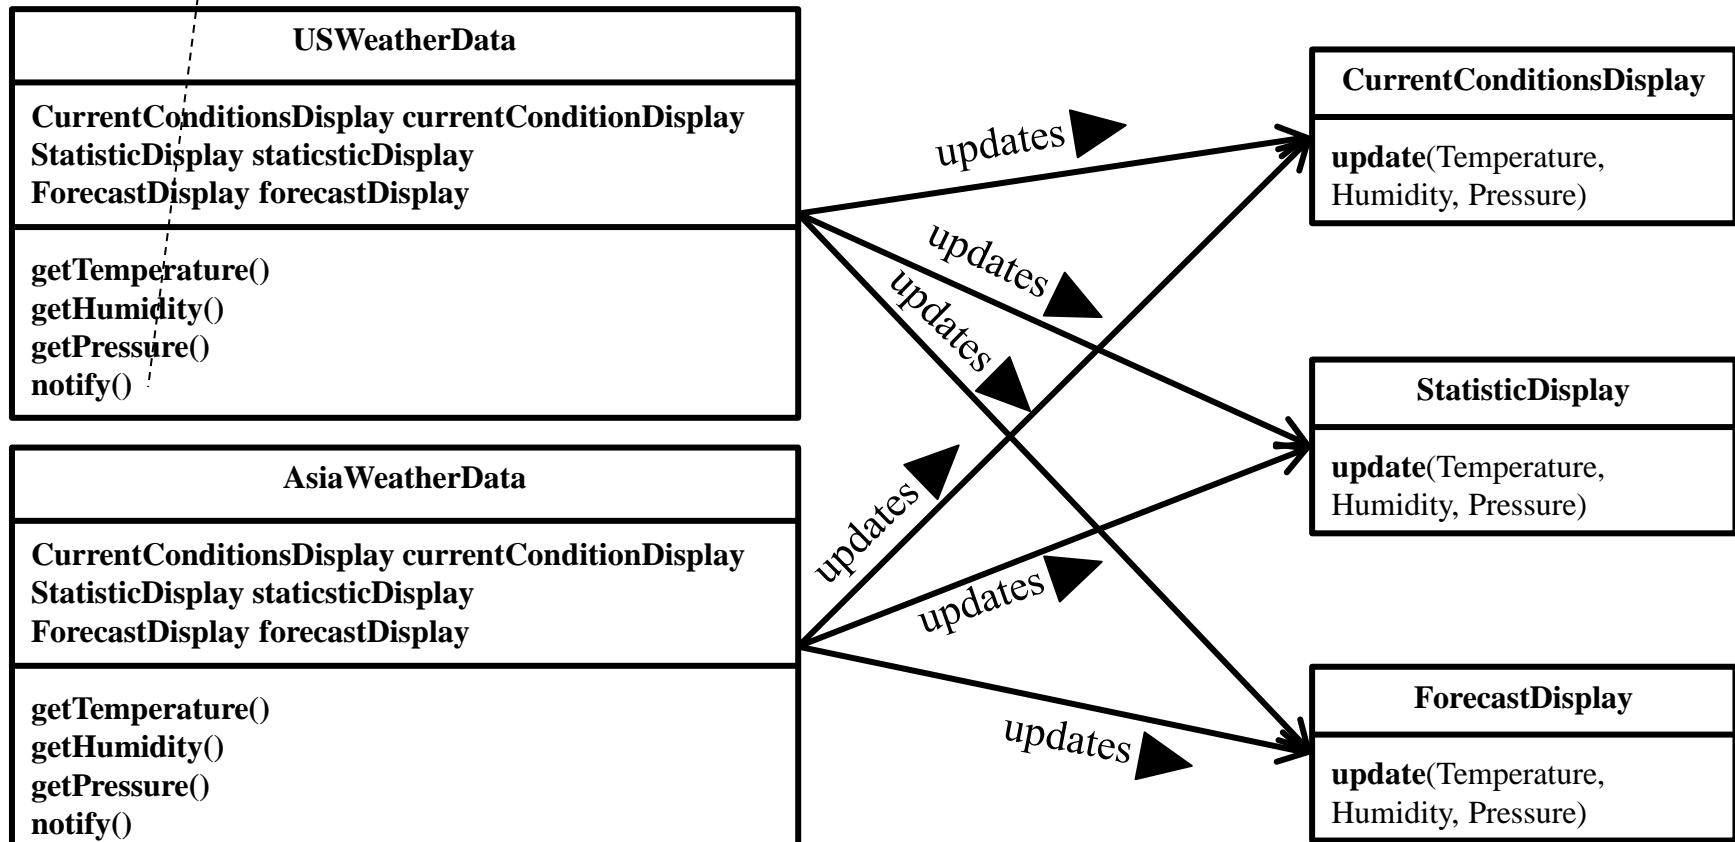 USWeatherData
CurrentConditionsDisplay currentConditionDisplay
StatisticDisplay staticsticDisplay
ForecastDisplay forecastDisplay
getTemperature()
getHumidity()
getPressure()
notify()
AsiaWeatherData
CurrentConditionsDisplay currentConditionDisplay
StatisticDisplay staticsticDisplay
ForecastDisplay forecastDisplay
getTemperature()
getHumidity()
getPressure()
notify()
updates
updates
updates
updates
updates
updates
CurrentConditionsDisplay
update(Temperature,
Humidity, Pressure)
StatisticDisplay
update(Temperature,
Humidity, Pressure)
ForecastDisplay
update(Temperature,
Humidity, Pressure)